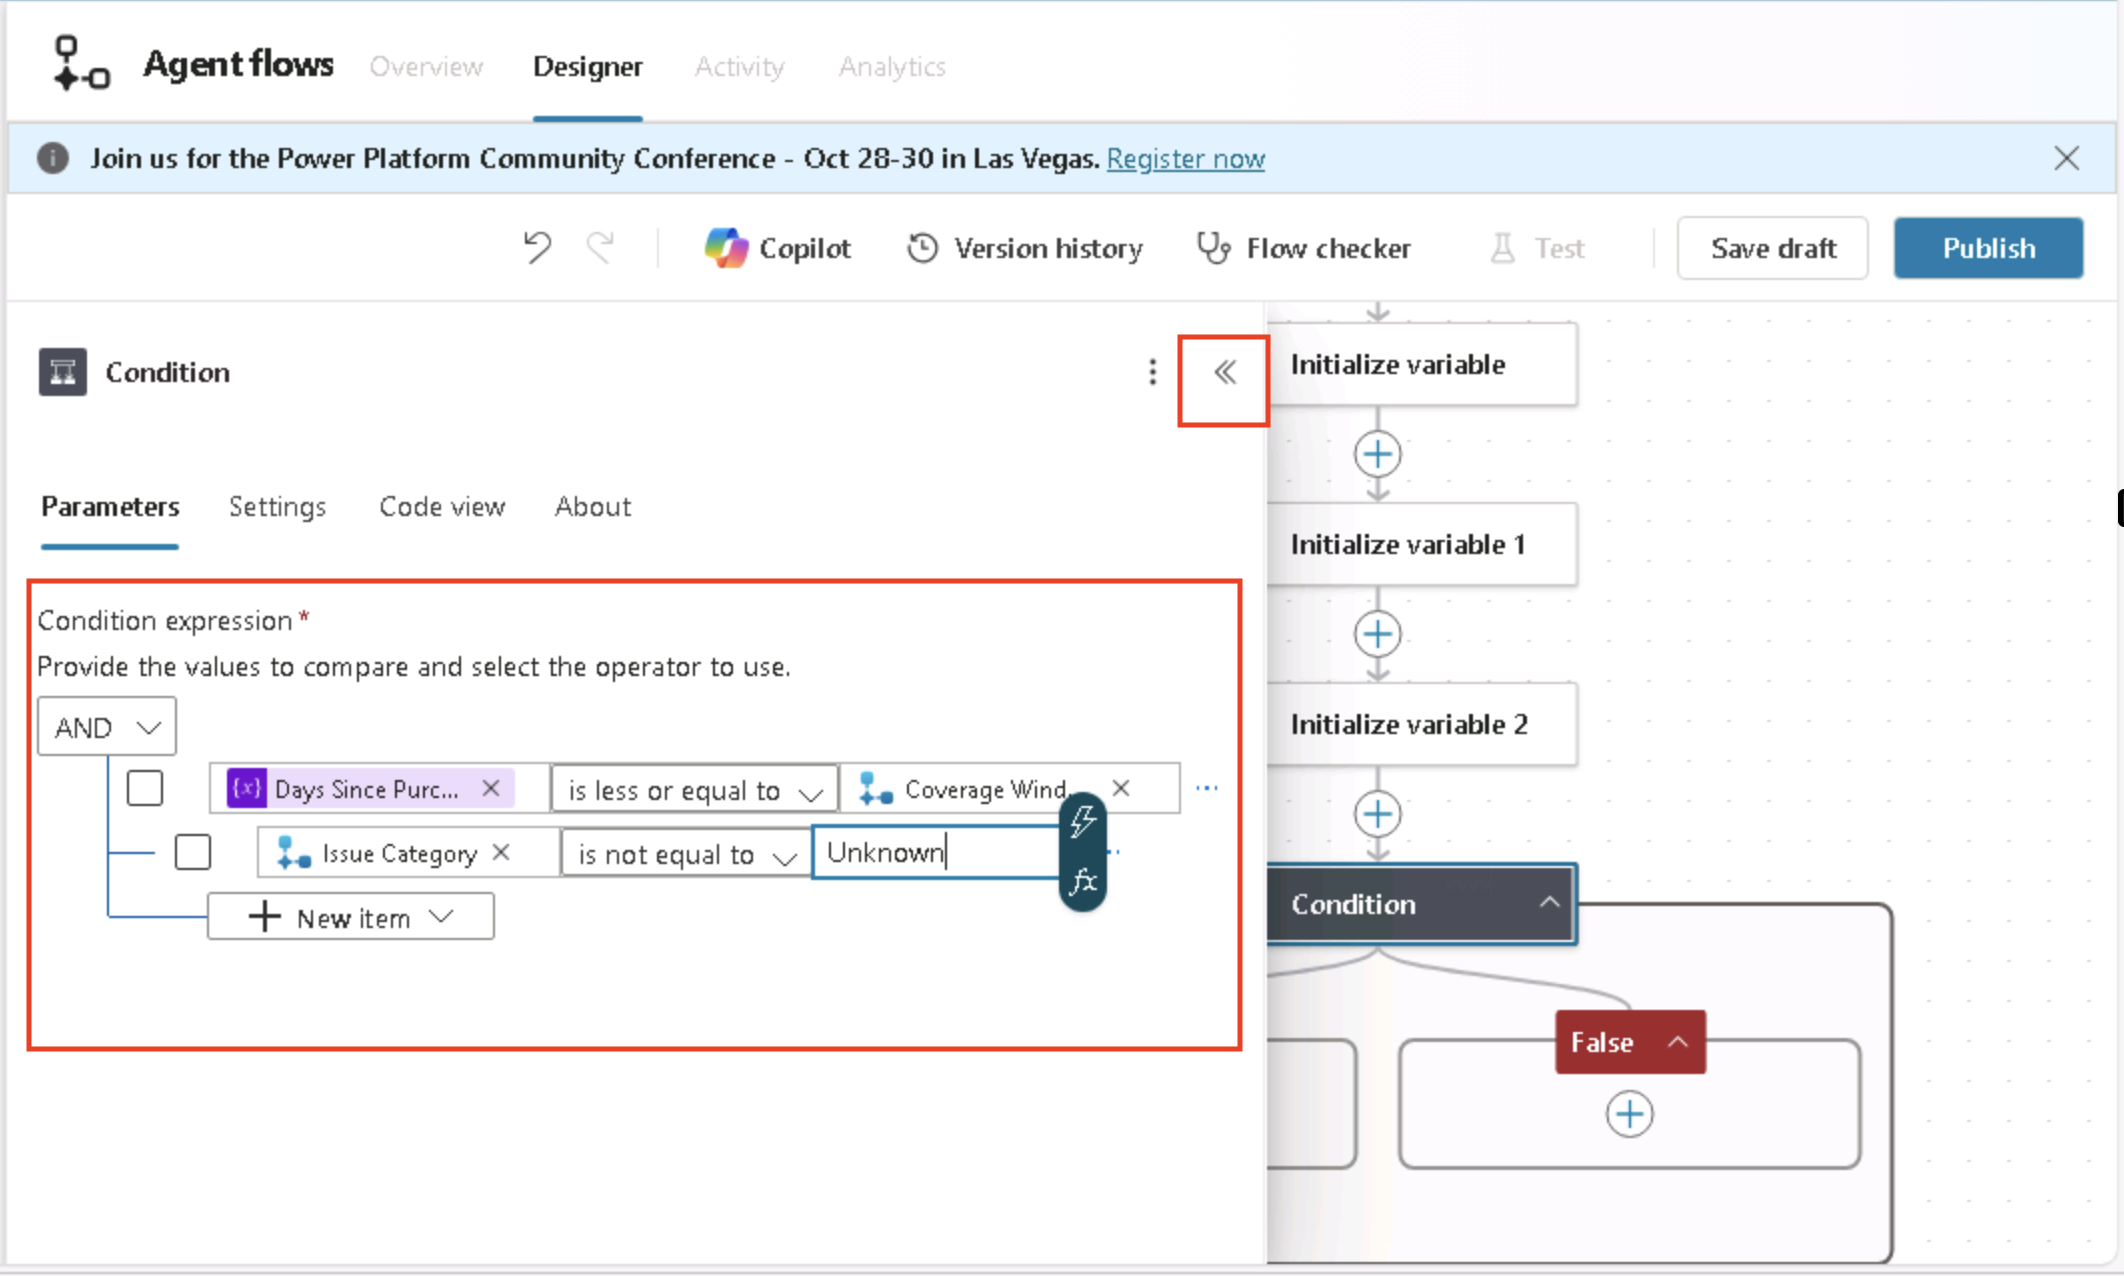 Agent flows Overview Designer Activity Analytics
Join us for the Power Platform Community Conference - Oct 28-30 in Las Vegas. Register now
Copilot Version history Flow checker Test Save draft Publish
Condition
Parameters Settings Code view About
Condition expression *
Provide the values to compare and select the operator to use.
AND
{x} Days Since Purc... is less or equal to Coverage Wind...
Issue Category is not equal to Unknown
fx
New item
Initialize variable
Initialize variable 1
Initialize variable 2
Condition
False